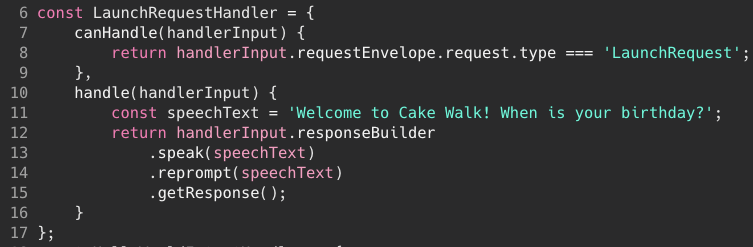 6 const LaunchRequestHandler = {
7 canHandle(handlerInput) {
8 return handlerInput.requestEnvelope.request.type === 'LaunchRequest';
9 },
10 handle(handlerInput) {
11 const speechText = 'Welcome to Cake Walk! When is your birthday?';
12 return handlerInput.responseBuilder
13 .speak(speechText)
14 .reprompt(speechText)
15 .getResponse();
16 }
17 };